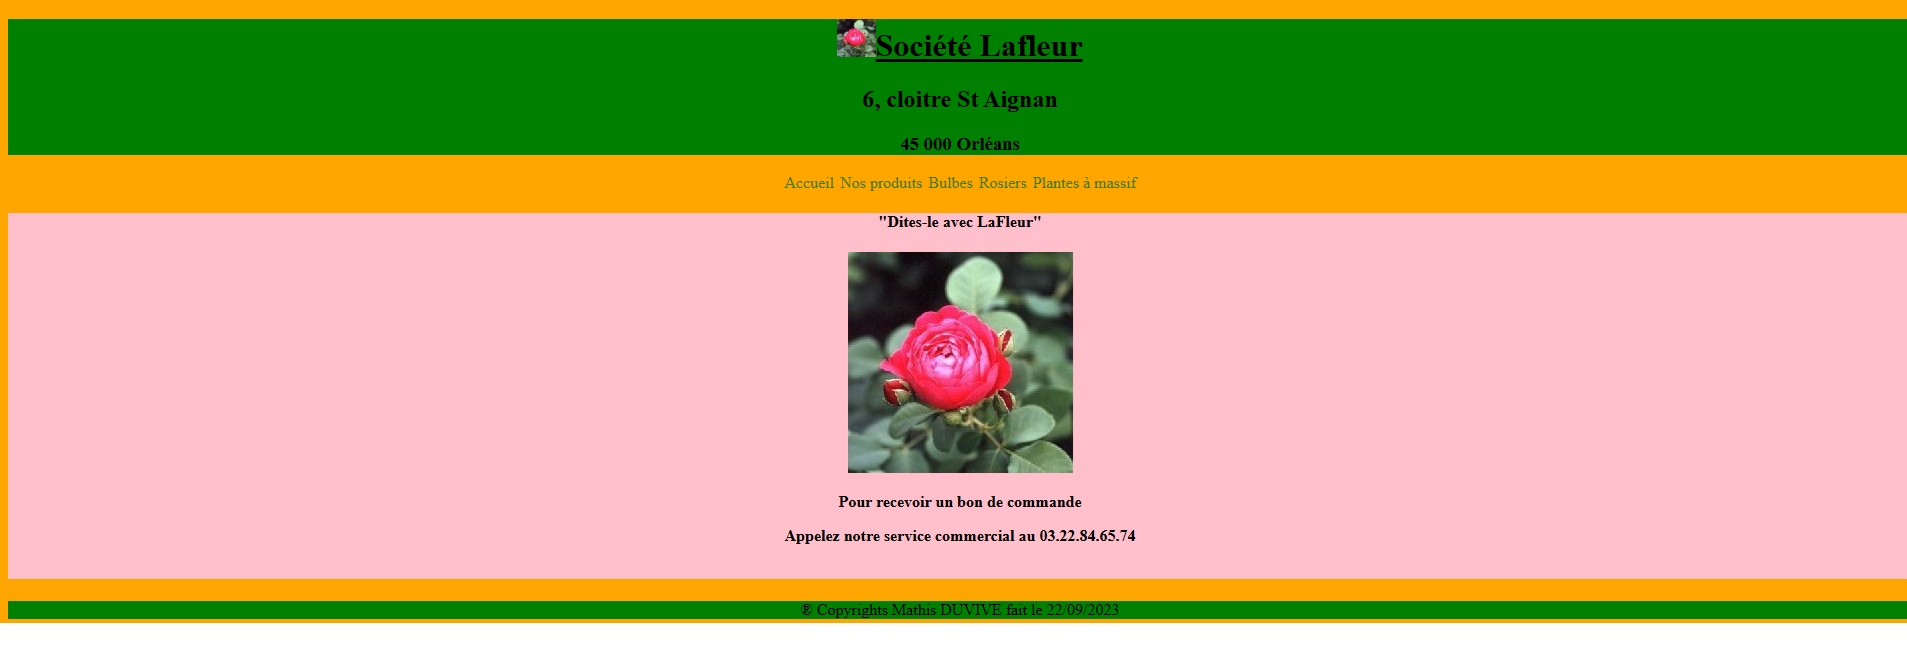 Société Lafleur
6, cloitre St Aignan
45 000 Orléans
Accueil Nos produits Bulbes Rosiers Plantes à massif
"Dites-le avec LaFleur"
Pour recevoir un bon de commande
Appelez notre service commercial au 03.22.84.65.74
® Copyrights Mathis DUVIVE fait le 22/09/2023